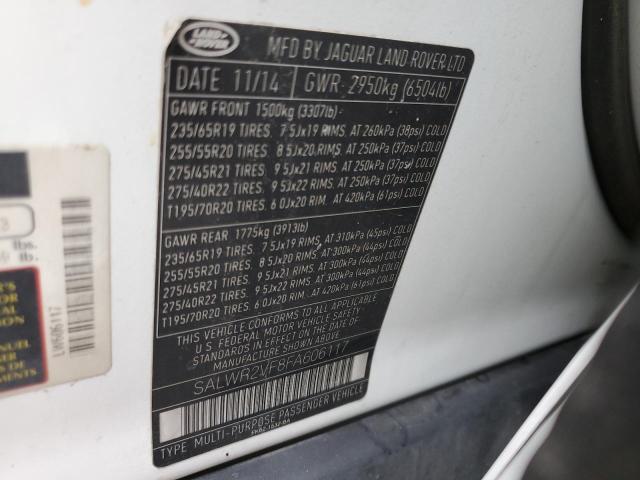 LAND ROVER
MFD BY JAGUAR LAND ROVER LTD
DATE 11/14 GWR 2950kg (6504lb)
GAWR FRONT 1500kg (3307lb)
235/65R19 TIRES. 7 5Jx19 RIMS. AT 260kPa (38psi) COLD
255/55R20 TIRES. 8 5Jx20 RIMS. AT 250kPa (37psi) COLD
275/45R21 TIRES. 9 5Jx21 RIMS. AT 250kPa (37psi) COLD
275/40R22 TIRES. 9 5Jx22 RIMS. AT 250kPa (37psi) COLD
T195/70R20 TIRES. 6 0Jx20 RIM. AT 420kPa (61psi) COLD
GAWR REAR 1775kg (3913lb)
235/65R19 TIRES. 7 5Jx19 RIMS. AT 310kPa (45psi) COLD
255/55R20 TIRES. 8 5Jx20 RIMS. AT 300kPa (44psi) COLD
275/45R21 TIRES. 9 5Jx21 RIMS. AT 300kPa (44psi) COLD
275/40R22 TIRES. 9 5Jx22 RIMS. AT 300kPa (44psi) COLD
T195/70R20 TIRES. 6 0Jx20 RIM. AT 420kPa (61psi) COLD
THIS VEHICLE CONFORMS TO ALL APPLICABLE
U.S. FEDERAL MOTOR VEHICLE SAFETY
STANDARDS IN EFFECT ON THE DATE OF
MANUFACTURE SHOWN ABOVE
SALWR2VF8FA606117
TYPE MULTI-PURPOSE PASSENGER VEHICLE
3
lbs.
lbs.
LW606117